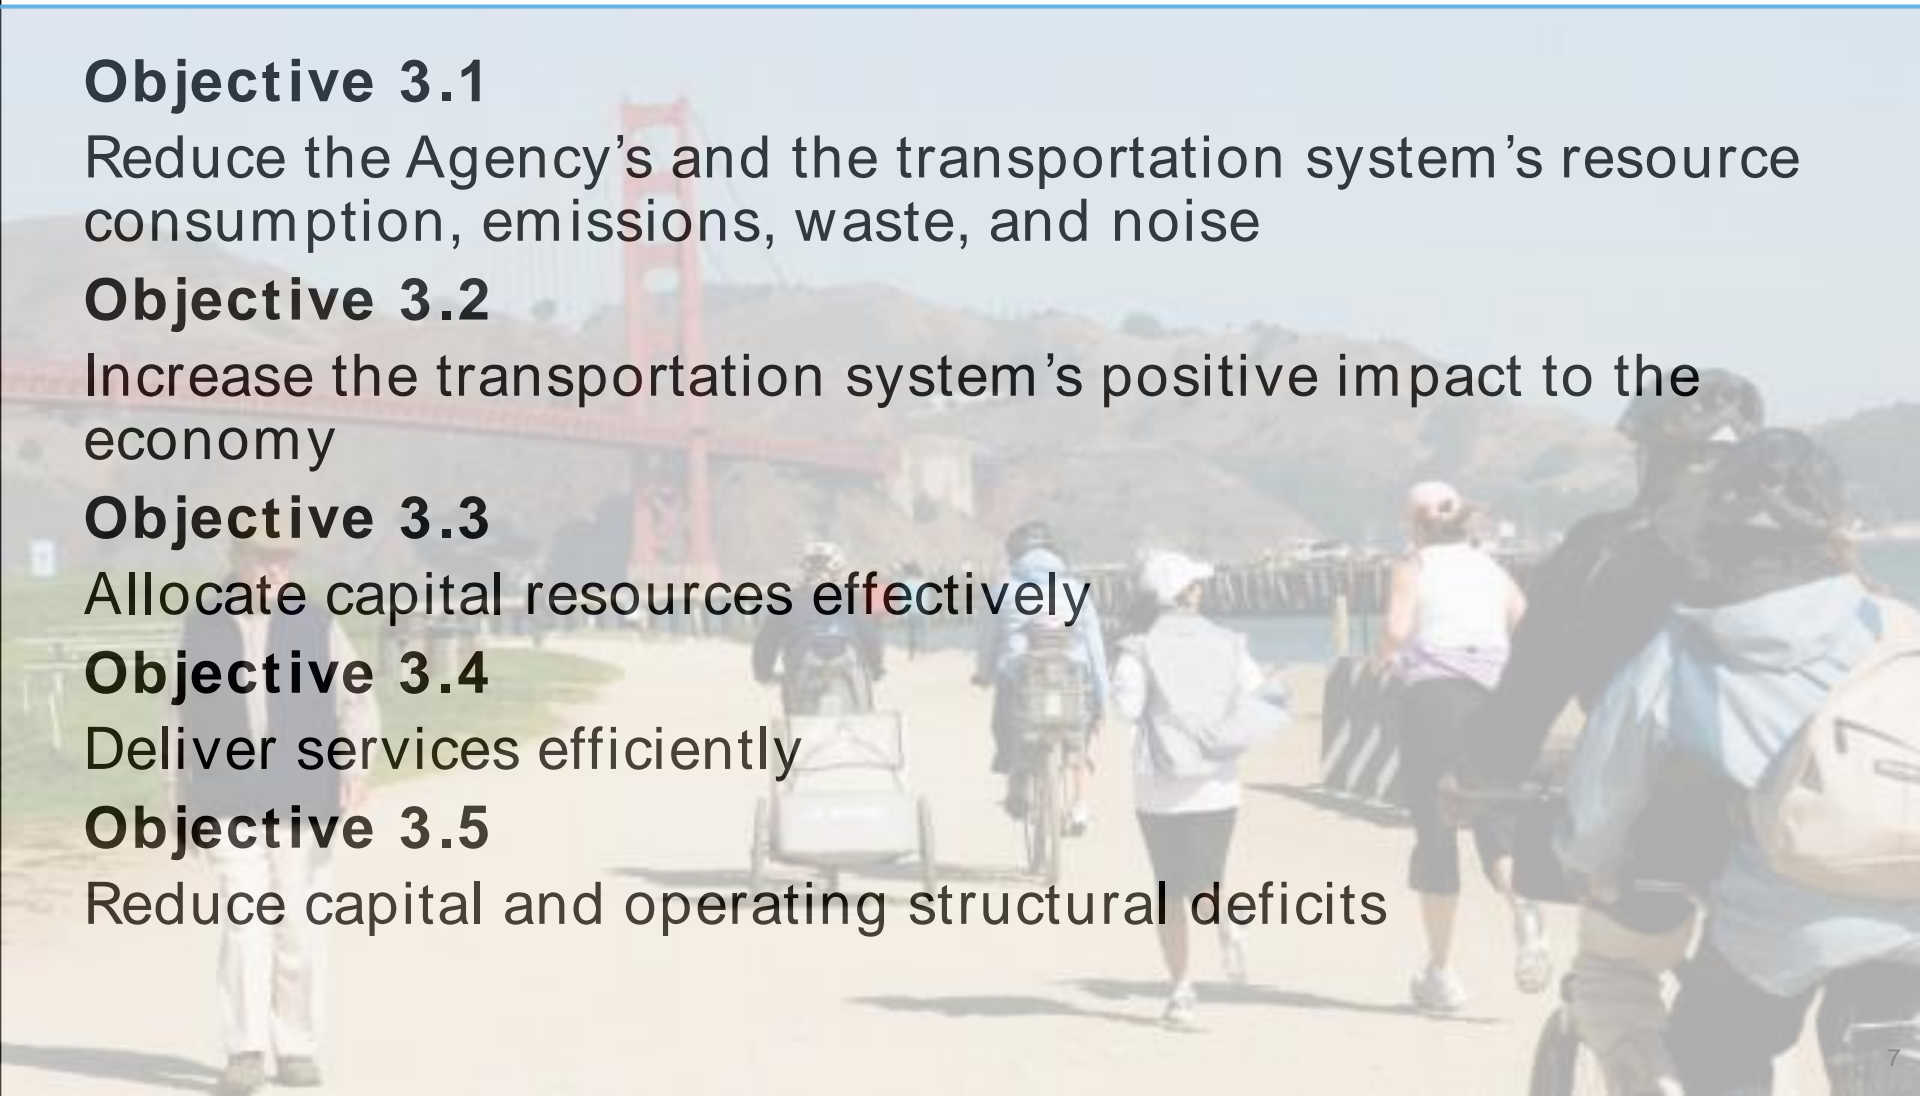 Objective 3.1
Reduce the Agency’s and the transportation system’s resource
consumption, emissions, waste, and noise
Objective 3.2
Increase the transportation system’s positive impact to the
economy
Objective 3.3
Allocate capital resources effectively
Objective 3.4
Deliver services efficiently
Objective 3.5
Reduce capital and operating structural deficits
7